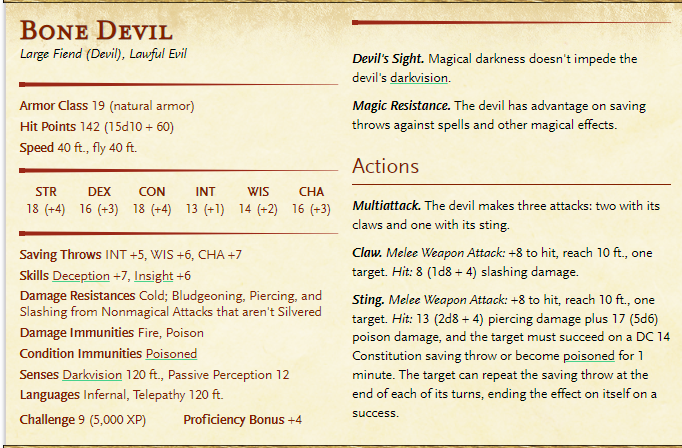 BONE DEVIL
Large Fiend (Devil), Lawful Evil
Armor Class 19 (natural armor)
Hit Points 142 (15d10 + 60)
Speed 40 ft., fly 40 ft.
STR DEX CON INT WIS CHA
18 (+4) 16 (+3) 18 (+4) 13 (+1) 14 (+2) 16 (+3)
Saving Throws INT +5, WIS +6, CHA +7
Skills Deception +7, Insight +6
Damage Resistances Cold; Bludgeoning, Piercing, and
Slashing from Nonmagical Attacks that aren't Silvered
Damage Immunities Fire, Poison
Condition Immunities Poisoned
Senses Darkvision 120 ft., Passive Perception 12
Languages Infernal, Telepathy 120 ft.
Challenge 9 (5,000 XP) Proficiency Bonus +4
Devil's Sight. Magical darkness doesn't impede the
devil's darkvision.
Magic Resistance. The devil has advantage on saving
throws against spells and other magical effects.
Actions
Multiattack. The devil makes three attacks: two with its
claws and one with its sting.
Claw. Melee Weapon Attack: +8 to hit, reach 10 ft., one
target. Hit: 8 (1d8 + 4) slashing damage.
Sting. Melee Weapon Attack: +8 to hit, reach 10 ft., one
target. Hit: 13 (2d8 + 4) piercing damage plus 17 (5d6)
poison damage, and the target must succeed on a DC 14
Constitution saving throw or become poisoned for 1
minute. The target can repeat the saving throw at the
end of each of its turns, ending the effect on itself on a
success.